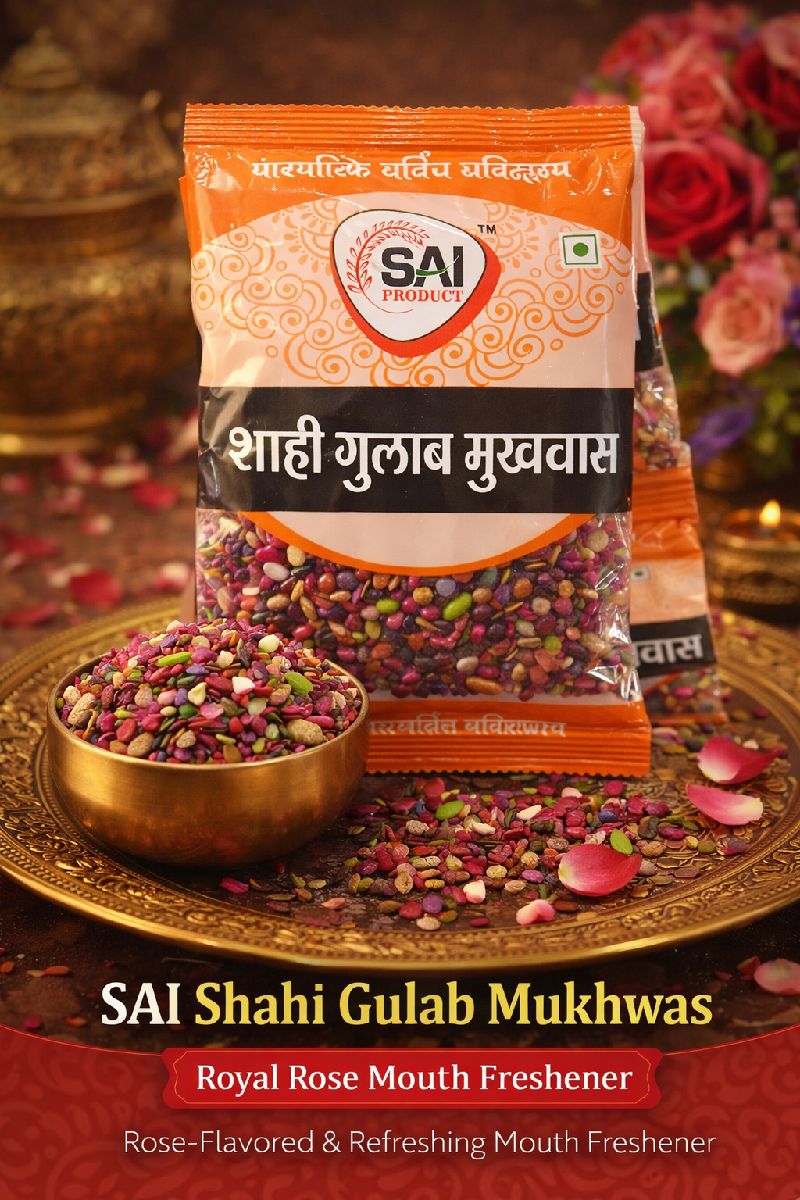 SAI
TM
PRODUCT
शाही गुलाब मुखवास
वास
SAI Shahi Gulab Mukhwas
Royal Rose Mouth Freshener
Rose-Flavored & Refreshing Mouth Freshener